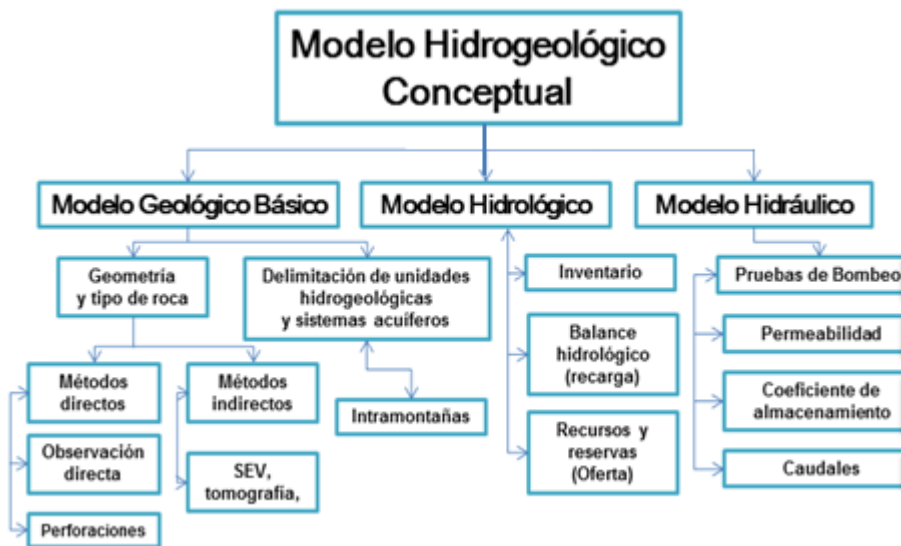 Modelo Hidrogeológico
Conceptual
Modelo Geológico Básico
Modelo Hidrológico
Modelo Hidráulico
Geometría
y tipo de roca
Delimitación de unidades
hidrogeológicas
y sistemas acuíferos
Métodos
directos
Métodos
indirectos
Intramontañas
Observación
directa
SEV,
tomografía,
Perforaciones
Inventario
Balance
hidrológico
(recarga)
Recursos y
reservas
(Oferta)
Pruebas de Bombeo
Permeabilidad
Coeficiente de
almacenamiento
Caudales